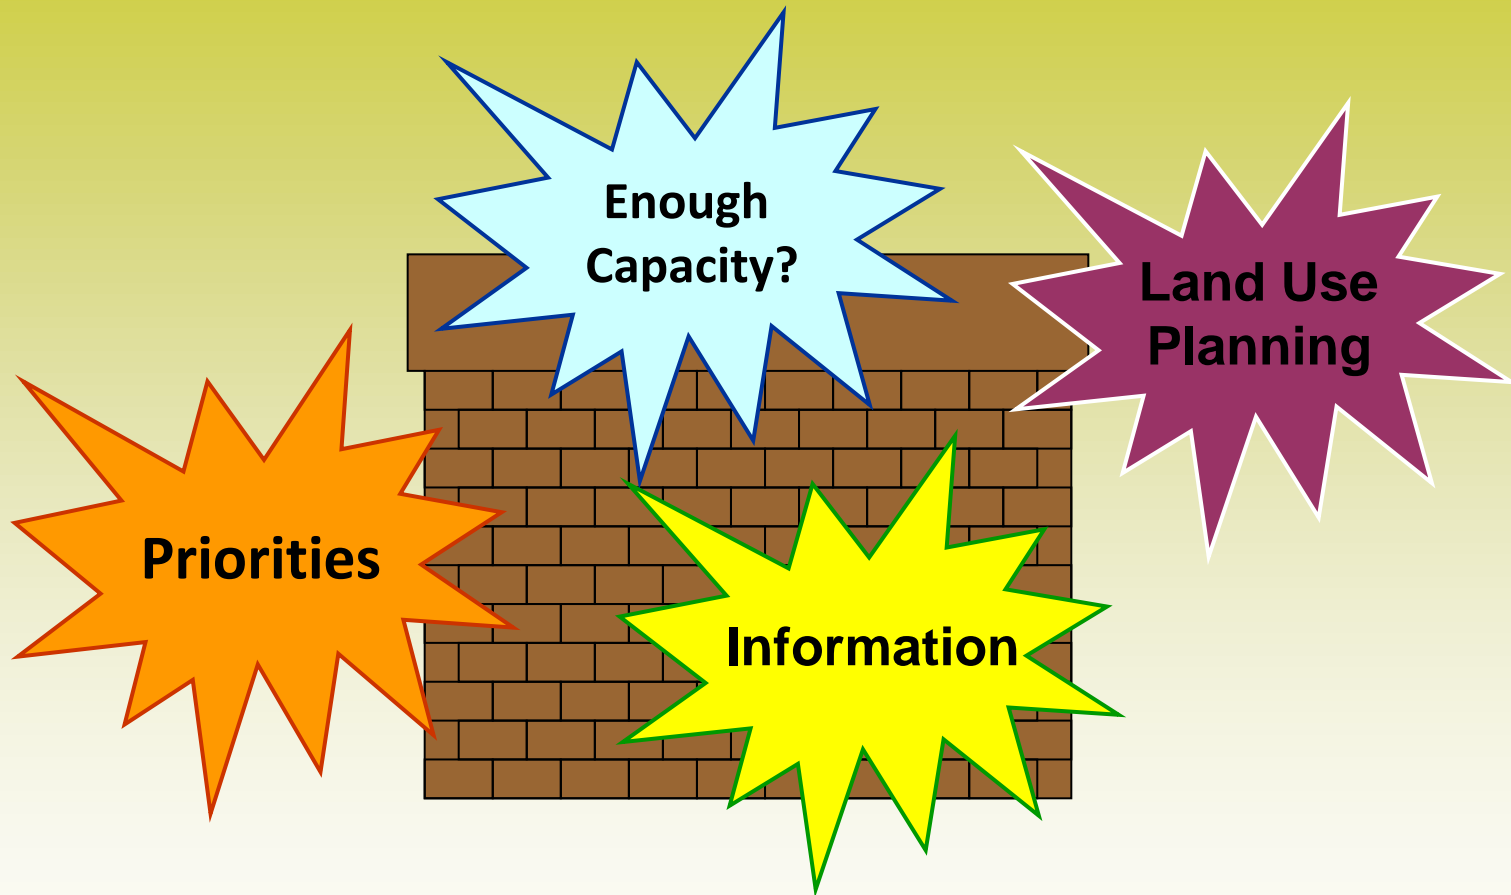 Enough
Capacity?
Land Use
Planning
Priorities
Information